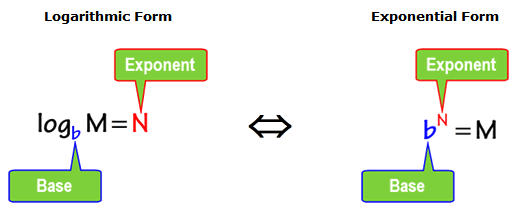 Logarithmic Form
Exponential Form
Exponent
Exponent
log_b M = N
⇔
b^N = M
Base
Base